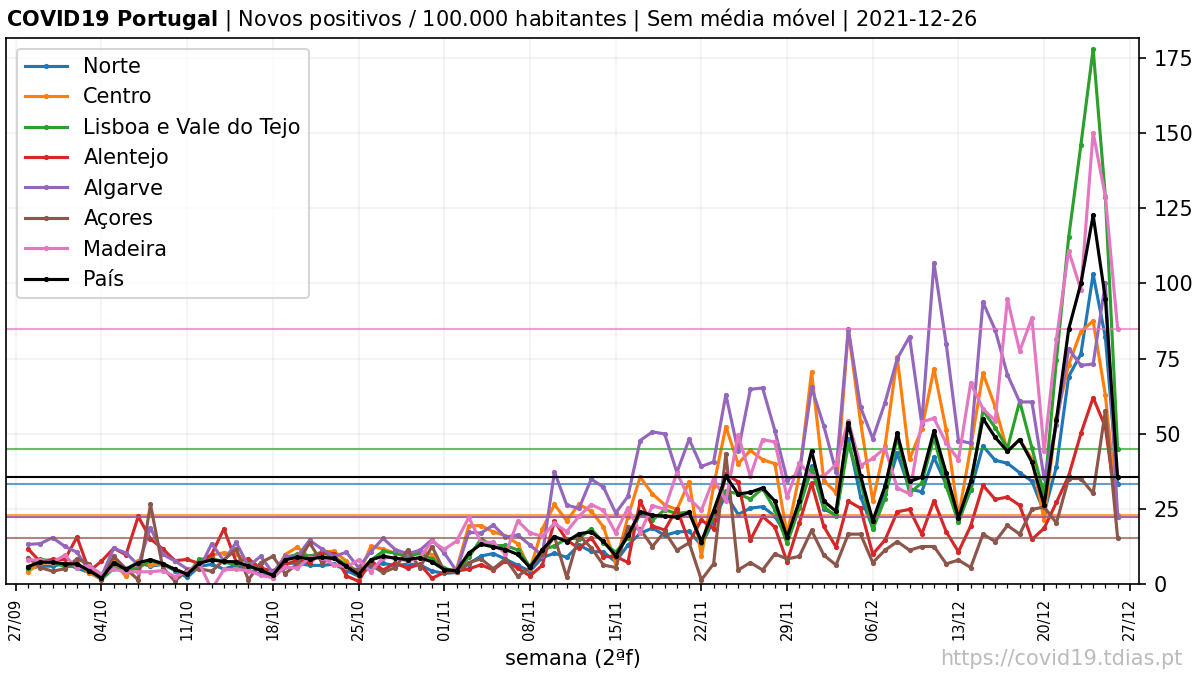 COVID19 Portugal | Novos positivos / 100.000 habitantes | Sem média móvel | 2021-12-26
Norte
Centro
Lisboa e Vale do Tejo
Alentejo
Algarve
Açores
Madeira
País
175
150
125
100
75
50
25
0
27/09
04/10
11/10
18/10
25/10
01/11
08/11
15/11
22/11
29/11
06/12
13/12
20/12
27/12
semana (2ªf)
https://covid19.tdias.pt